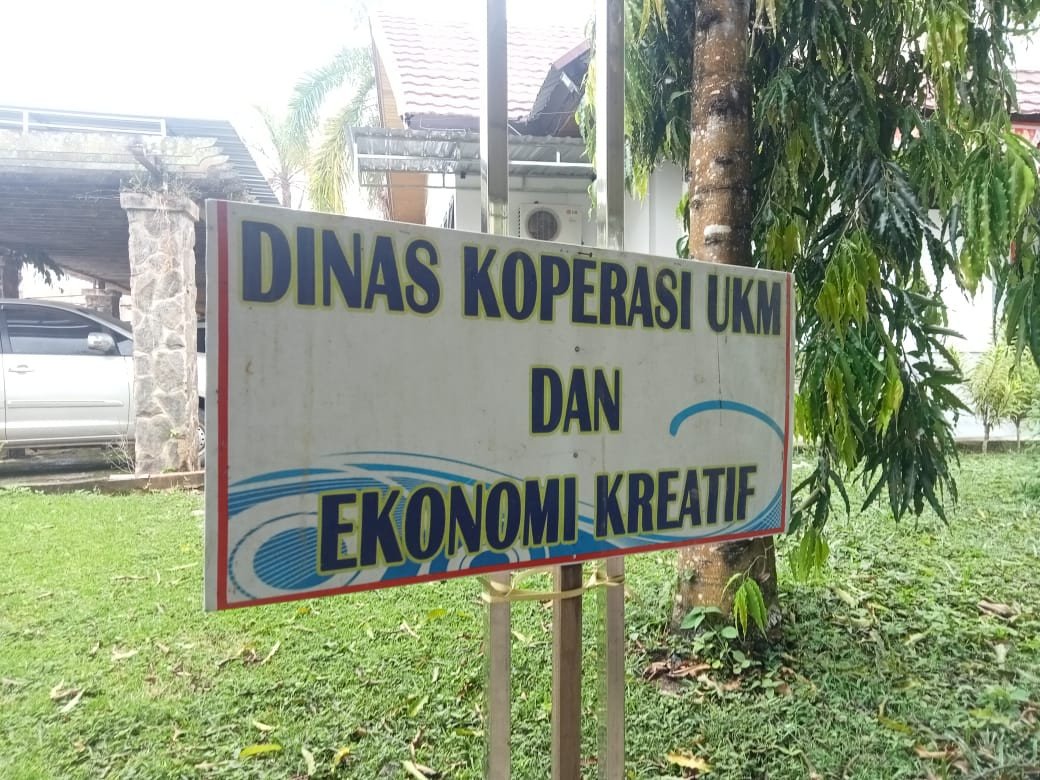 DINAS KOPERASI UKM
DAN
EKONOMI KREATIF